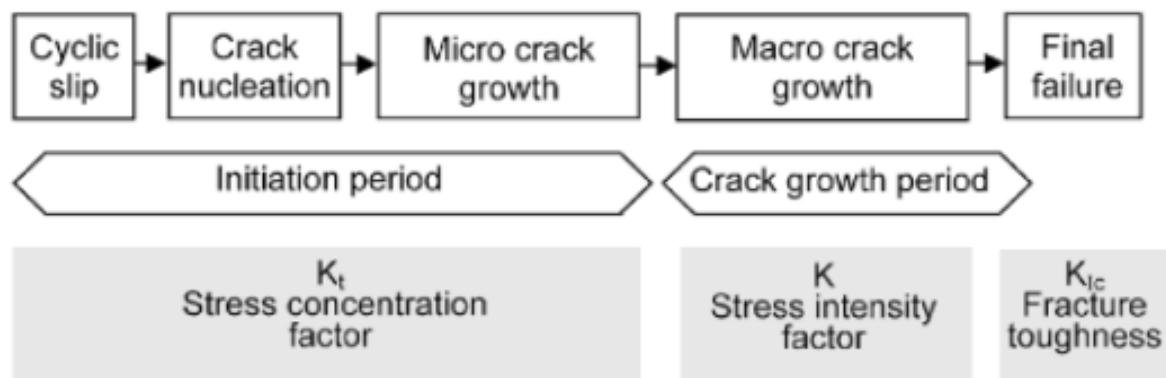 Cyclic
slip
Crack
nucleation
Micro crack
growth
Macro crack
growth
Final
failure
Initiation period
Crack growth period
Kt
Stress concentration
factor
K
Stress intensity
factor
KIc
Fracture
toughness